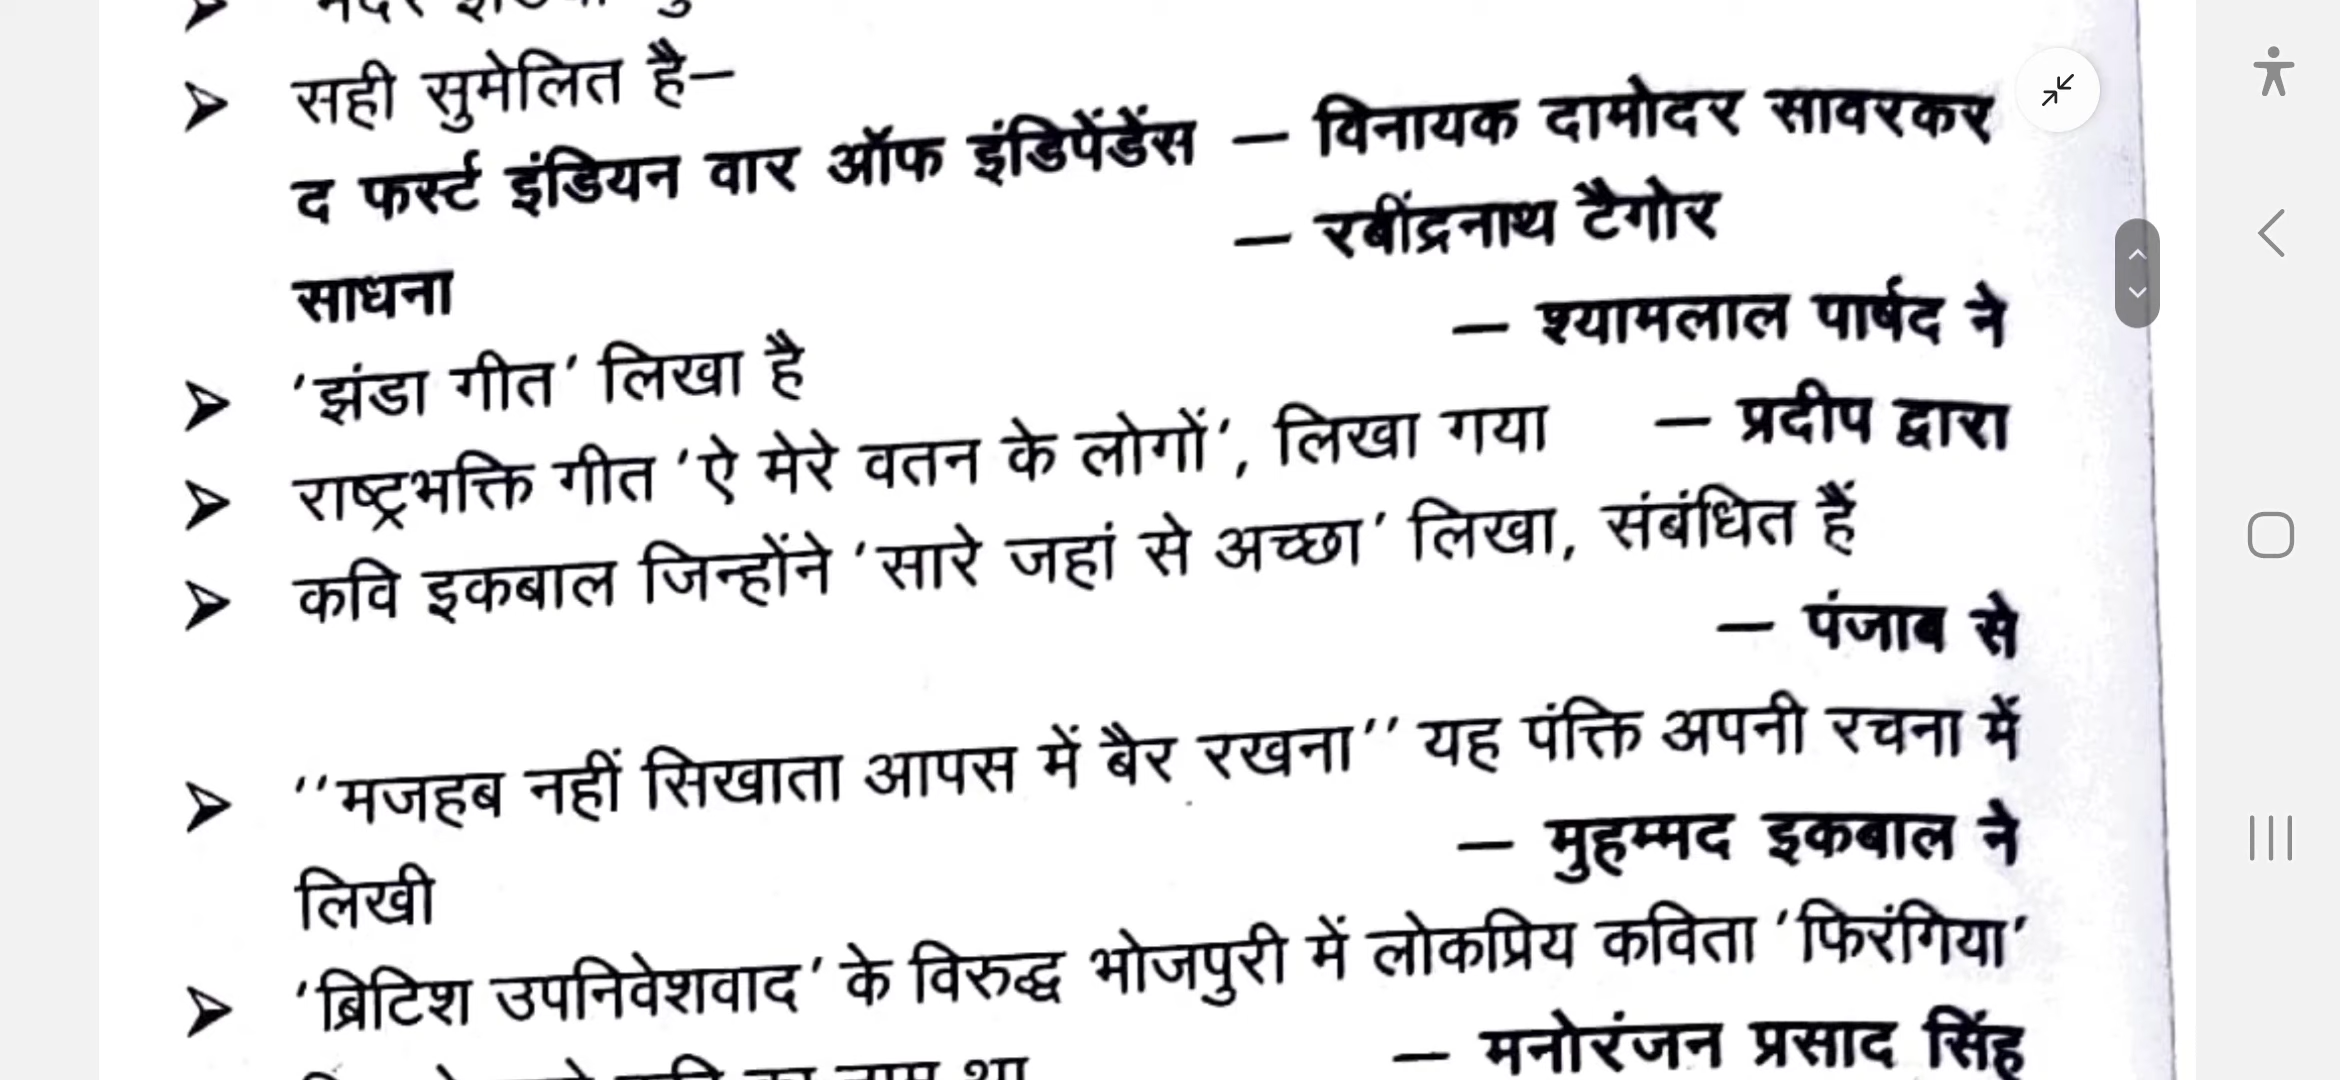 ➢ सही सुमेलित है–
द फर्स्ट इंडियन वार ऑफ इंडिपेंडेंस — विनायक दामोदर सावरकर
साधना — रबींद्रनाथ टैगोर
➢ 'झंडा गीत' लिखा है — श्यामलाल पार्षद ने
➢ राष्ट्रभक्ति गीत 'ऐ मेरे वतन के लोगों', लिखा गया — प्रदीप द्वारा
➢ कवि इकबाल जिन्होंने 'सारे जहां से अच्छा' लिखा, संबंधित हैं
— पंजाब से
➢ ''मजहब नहीं सिखाता आपस में बैर रखना'' यह पंक्ति अपनी रचना में
लिखी — मुहम्मद इकबाल ने
➢ 'ब्रिटिश उपनिवेशवाद' के विरुद्ध भोजपुरी में लोकप्रिय कविता 'फिरंगिया'
— मनोरंजन प्रसाद सिंह